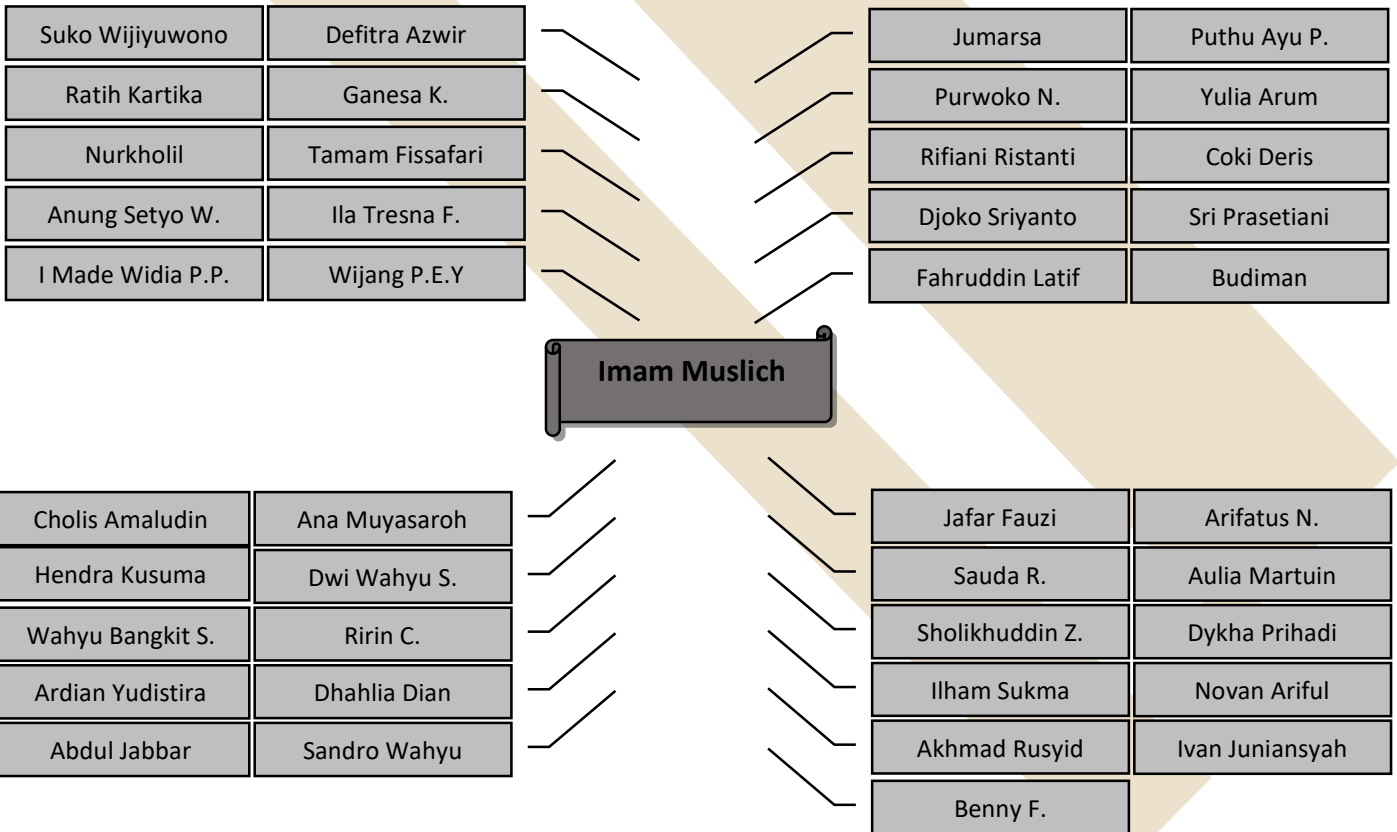 Suko Wijiyuwono Defitra Azwir
Ratih Kartika Ganesa K.
Nurkholil Tamam Fissafari
Anung Setyo W. Ila Tresna F.
I Made Widia P.P. Wijang P.E.Y
Jumarsa Puthu Ayu P.
Purwoko N. Yulia Arum
Rifiani Ristanti Coki Deris
Djoko Sriyanto Sri Prasetiani
Fahruddin Latif Budiman
Imam Muslich
Cholis Amaludin Ana Muyasaroh
Hendra Kusuma Dwi Wahyu S.
Wahyu Bangkit S. Ririn C.
Ardian Yudistira Dhahlia Dian
Abdul Jabbar Sandro Wahyu
Jafar Fauzi Arifatus N.
Sauda R. Aulia Martuin
Sholikhuddin Z. Dykha Prihadi
Ilham Sukma Novan Ariful
Akhmad Rusyid Ivan Juniansyah
Benny F.